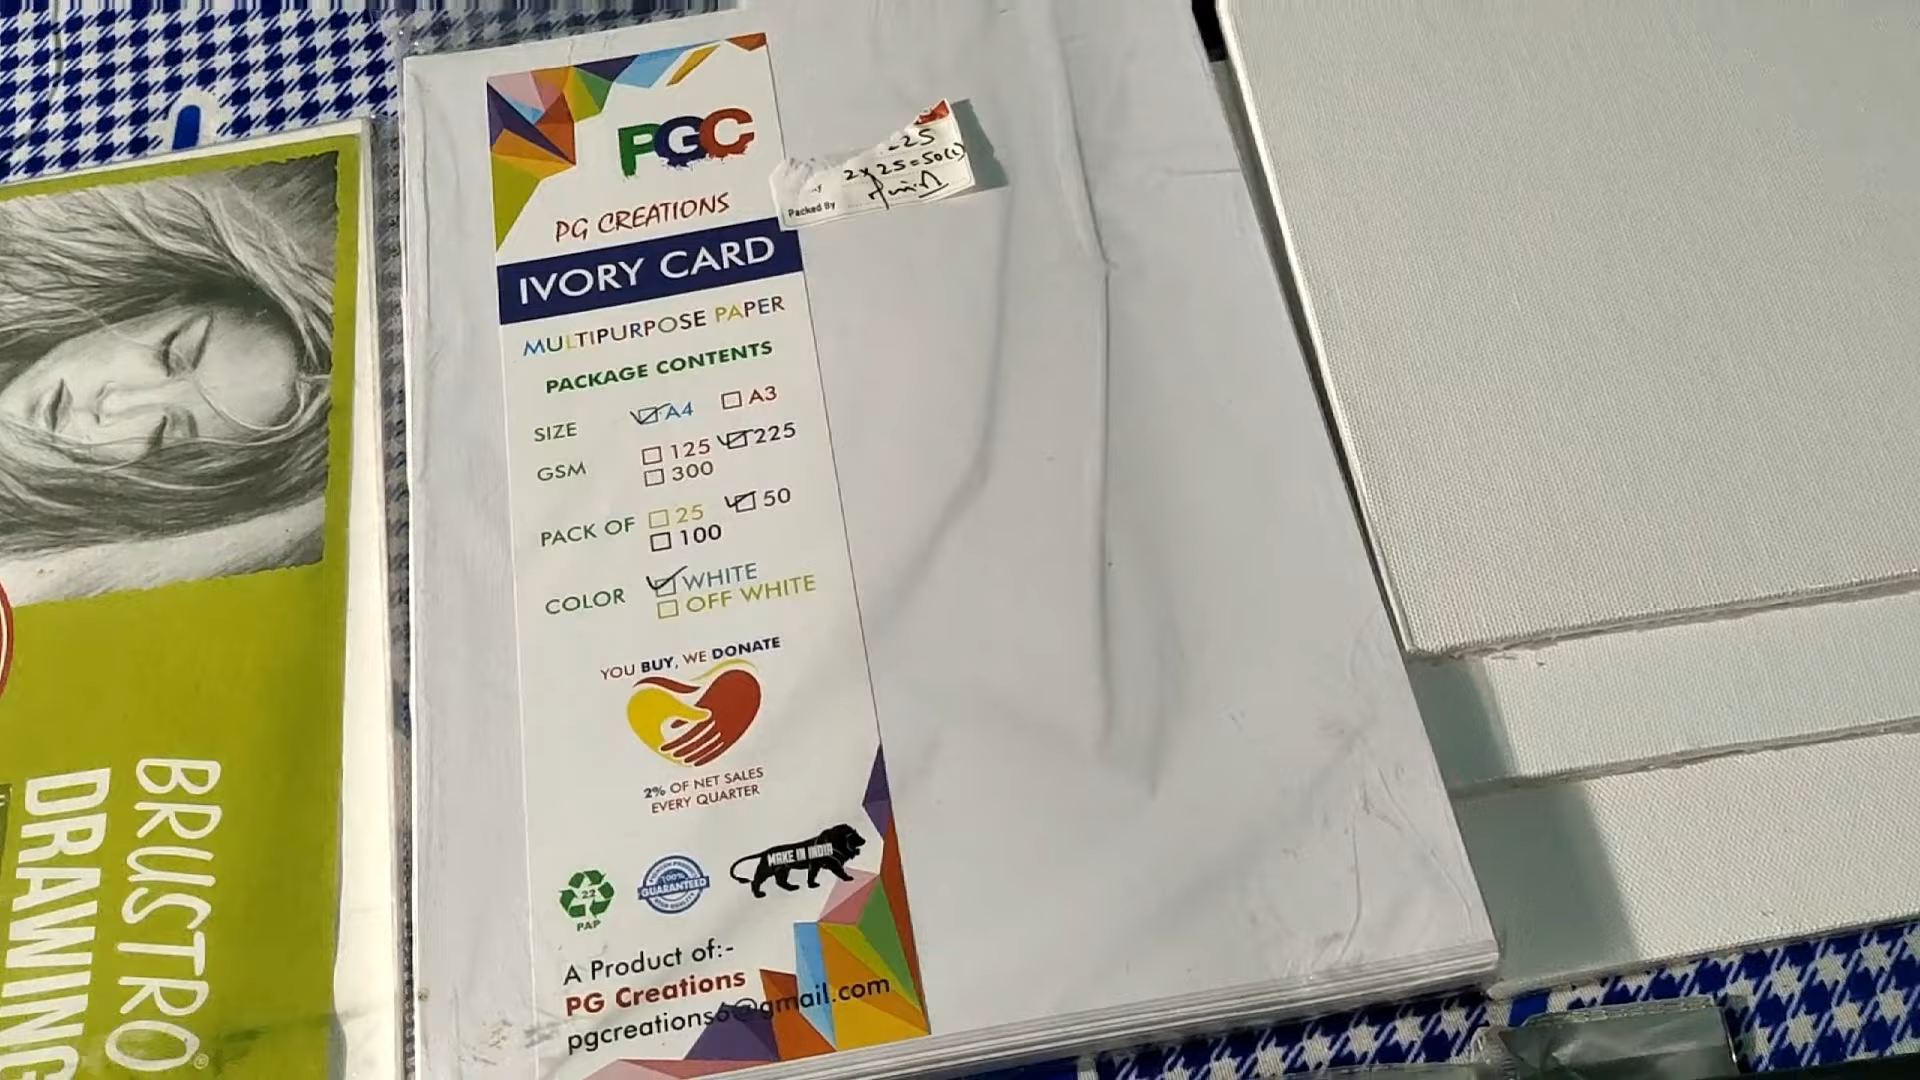 PGC
PG CREATIONS
IVORY CARD
MULTIPURPOSE PAPER
PACKAGE CONTENTS
SIZE A4 A3
GSM 125 225
300
PACK OF 25 50
100
COLOR WHITE
OFF WHITE
YOU BUY, WE DONATE
2% OF NET SALES
EVERY QUARTER
MAKE IN INDIA
22
PAP
100%
GUARANTEED
A Product of:-
PG Creations
pgcreations6@gmail.com
25
2x25=50(1)
Packed By
BRUSTRO®
DRAWING